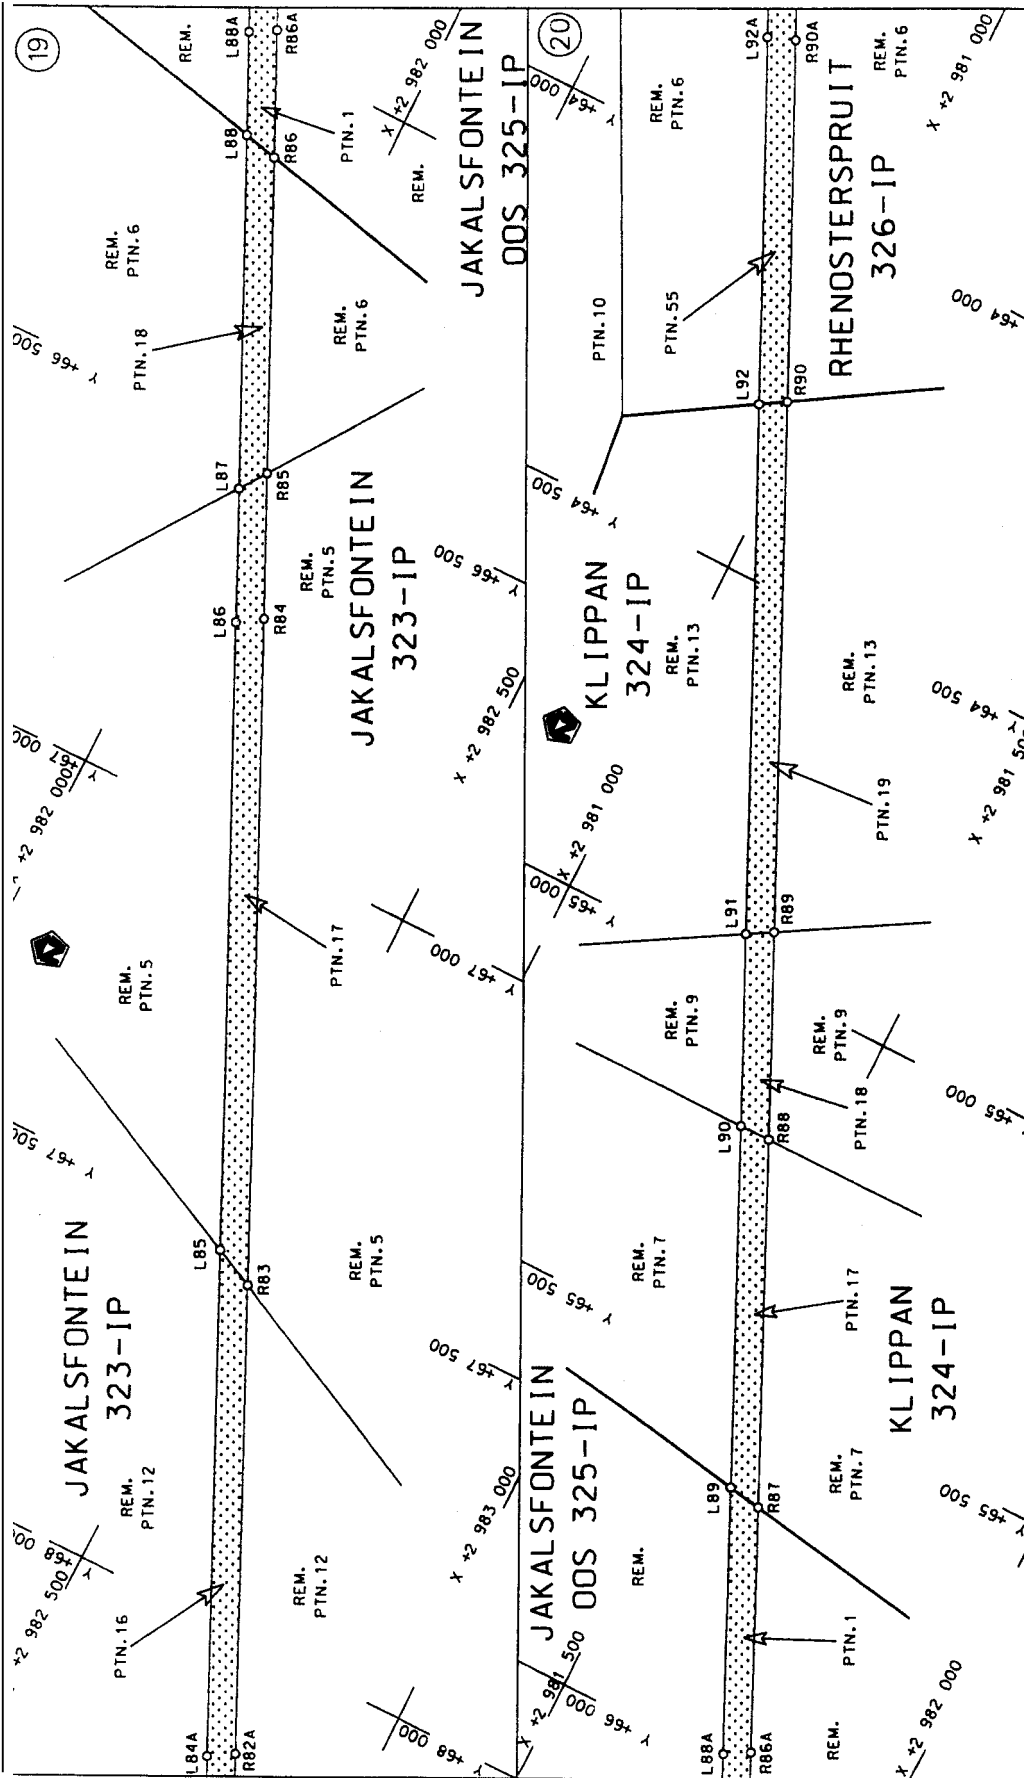 19
REM.
L88A
R86A
L88
R86
PTN.1
X +2 982 000
REM.
JAKALSFONTEIN
OOS 325-IP
REM.
PTN.6
PTN.18
REM.
PTN.6
Y +66 500
L87
R85
L86
R84
REM.
PTN.5
JAKALSFONTEIN
323-IP
Y +66 500
X +2 982 500
Y +67 000
+2 982 000
REM.
PTN.5
PTN.17
Y +67 000
Y +67 500
L85
R83
REM.
PTN.5
JAKALSFONTEIN
323-IP
Y +67 500
REM.
PTN.12
X +2 983 000
REM.
PTN.12
PTN.16
Y +68 000
+2 982 500
L84A
R82A
Y +68 000
20
Y +64 000
REM.
PTN.6
L92A
R90A
REM.
PTN.6
X +2 981 000
RHENOSTERSPRUIT
326-IP
PTN.10
PTN.55
Y +64 000
L92
R90
Y +64 500
KLIPPAN
324-IP
REM.
PTN.13
REM.
PTN.13
Y +64 500
X +2 981 50
PTN.19
X +2 981 000
Y +65 000
L91
R89
REM.
PTN.9
REM.
PTN.9
PTN.18
L90
R88
+65 000
REM.
PTN.7
Y +65 500
PTN.17
KLIPPAN
324-IP
JAKALSFONTEIN
OOS 325-IP
L89
R87
REM.
PTN.7
Y +65 500
REM.
PTN.1
X +2 981 500
Y +66 000
L88A
R86A
REM.
X +2 982 000